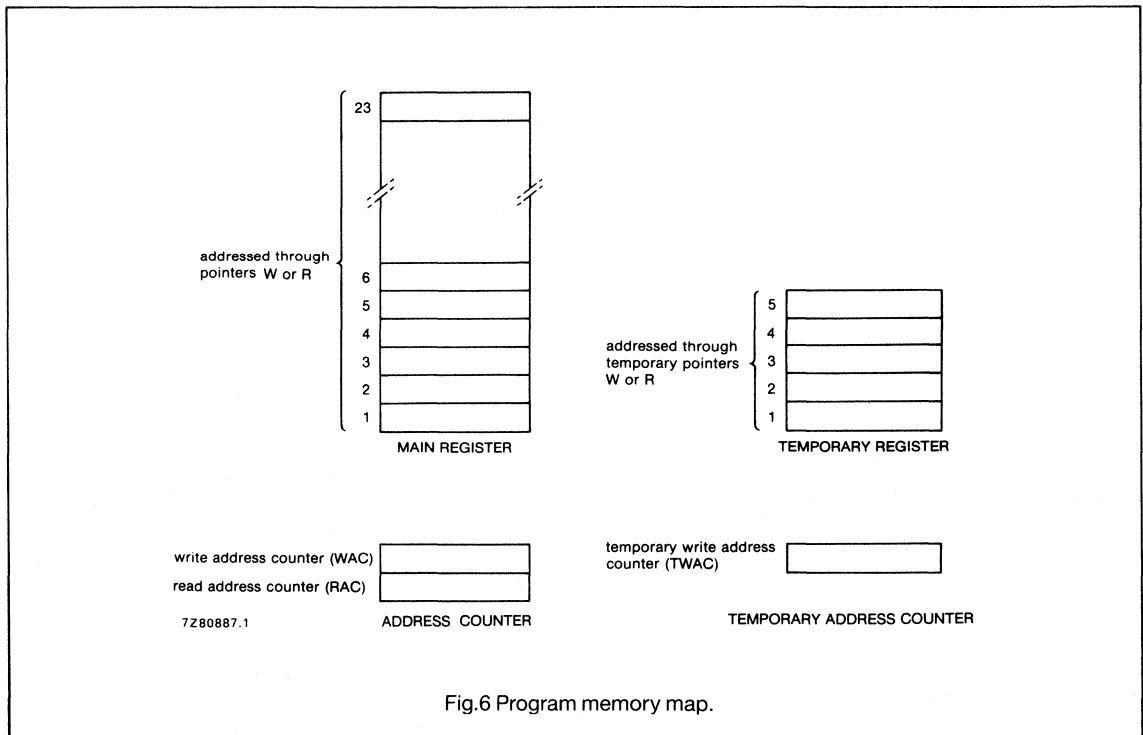 23
addressed through
pointers W or R
6
5
4
3
2
1
MAIN REGISTER
addressed through
temporary pointers
W or R
5
4
3
2
1
TEMPORARY REGISTER
write address counter (WAC)
read address counter (RAC)
7Z80887.1
ADDRESS COUNTER
temporary write address
counter (TWAC)
TEMPORARY ADDRESS COUNTER
Fig.6 Program memory map.